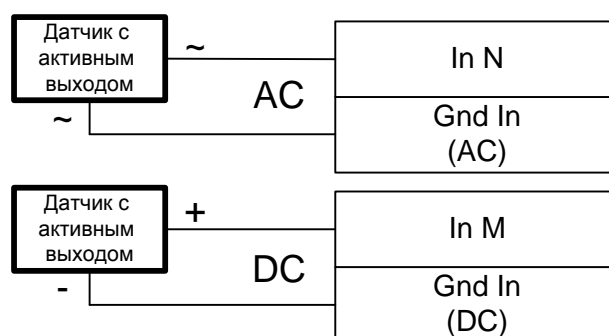 Датчик с
активным
выходом
~
~
AC
In N
Gnd In
(AC)
Датчик с
активным
выходом
+
-
DC
In M
Gnd In
(DC)